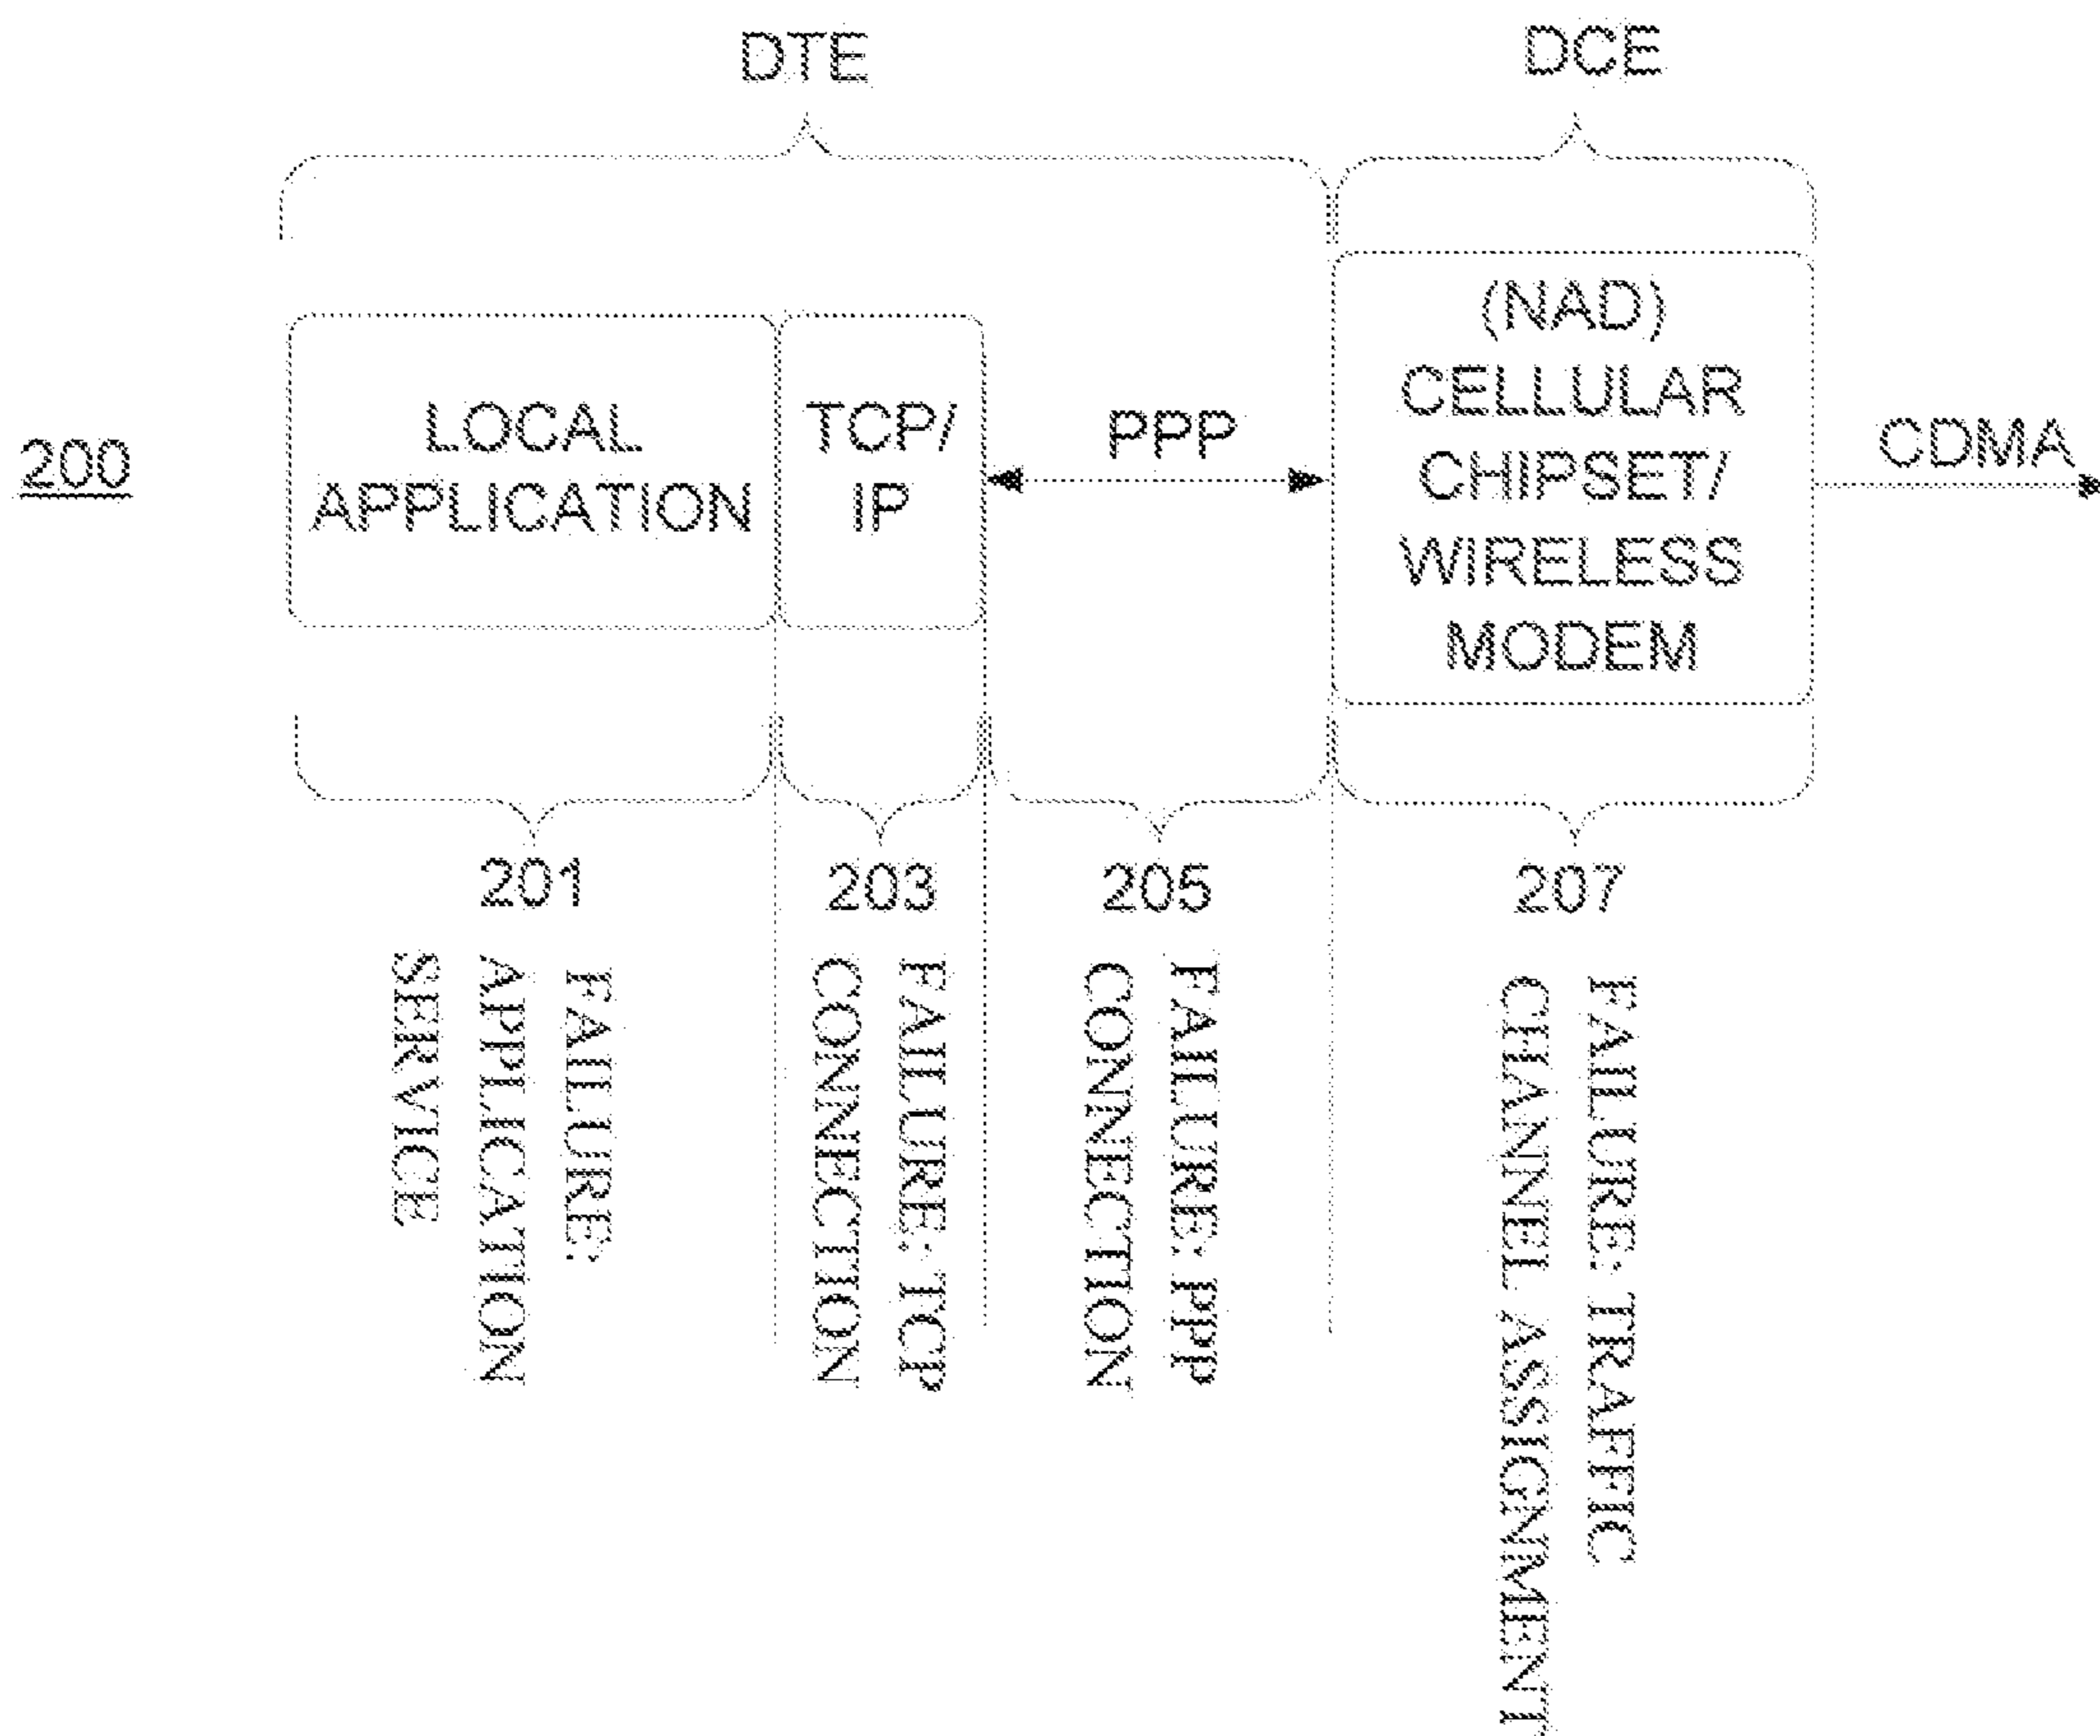 DTE
DCE
200
LOCAL
APPLICATION
TCP/
IP
PPP
(NAD)
CELLULAR
CHIPSET/
WIRELESS
MODEM
CDMA
201
203
205
207
FAILURE:
APPLICATION
SERVICE
FAILURE: TCP
CONNECTION
FAILURE: PPP
CONNECTION
FAILURE: TRAFFIC
CHANNEL ASSIGNMENT